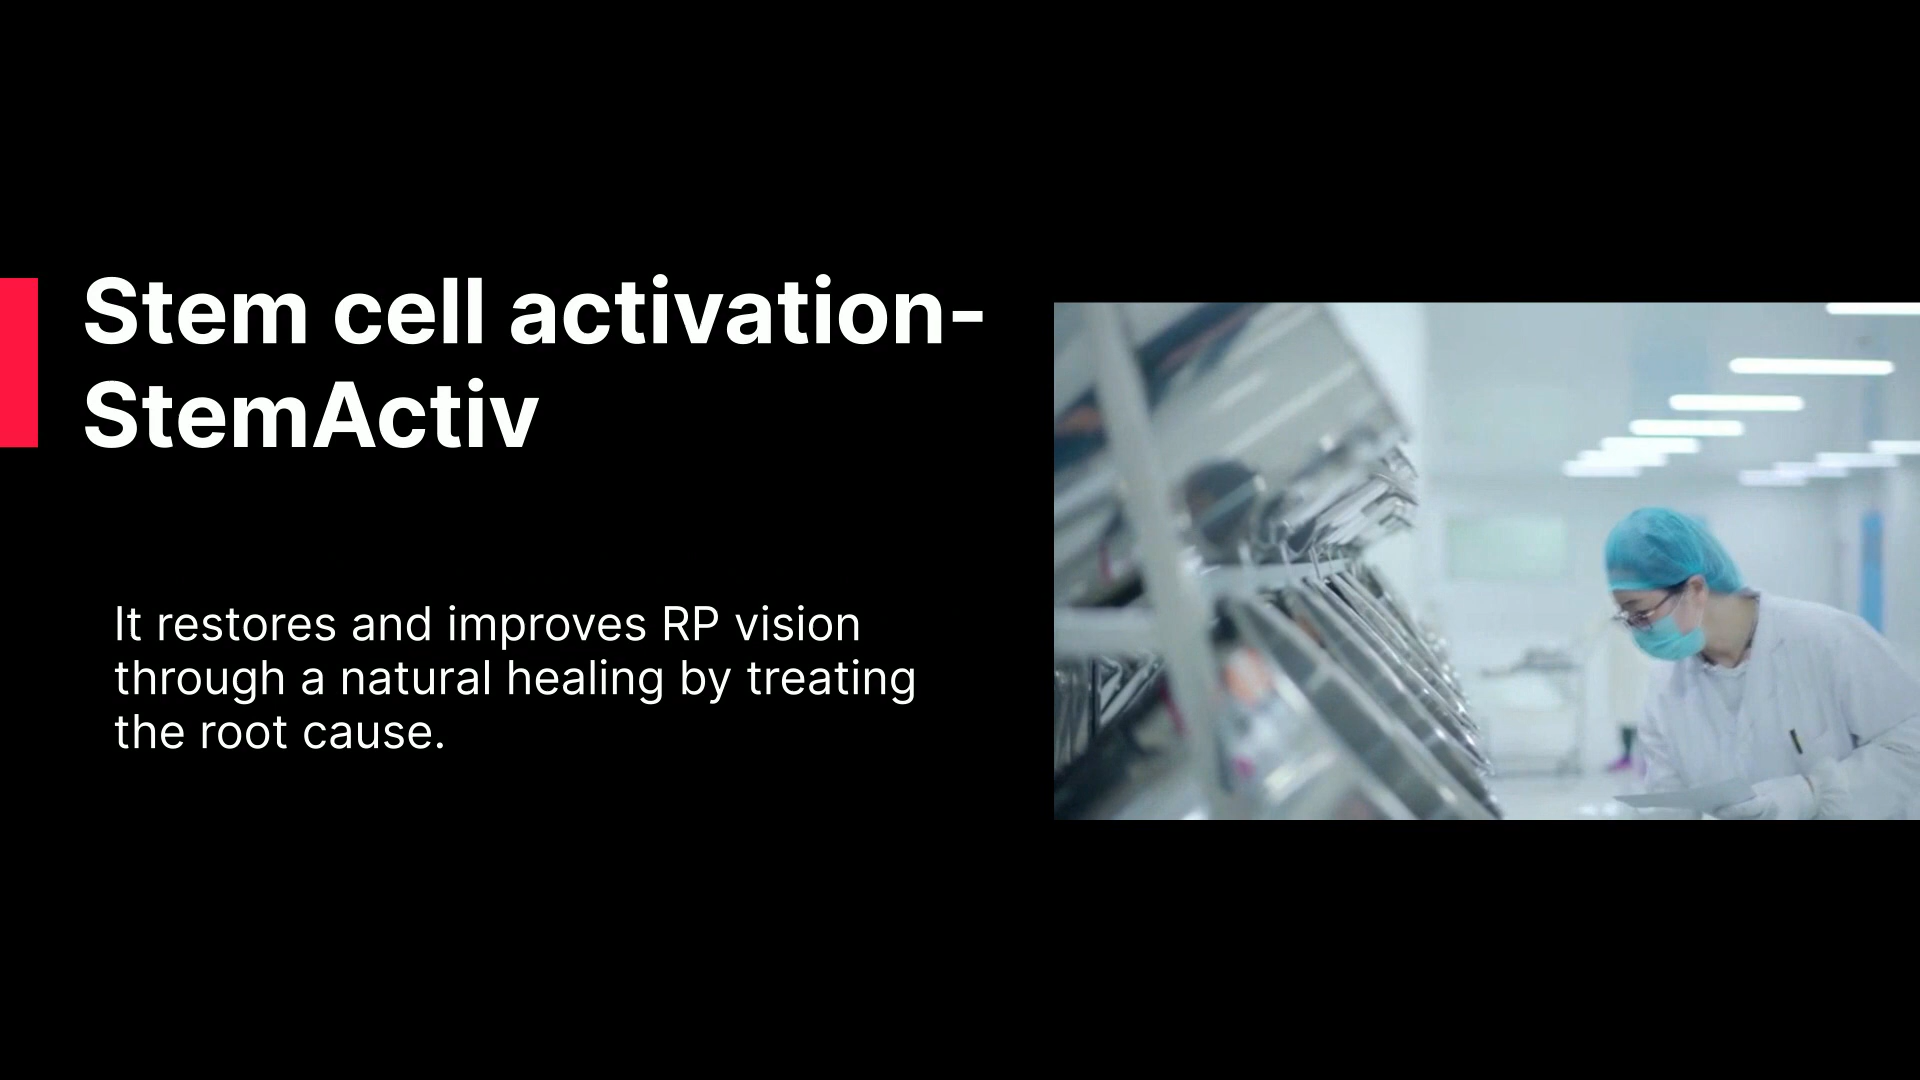 Stem cell activation-
StemActiv
It restores and improves RP vision
through a natural healing by treating
the root cause.